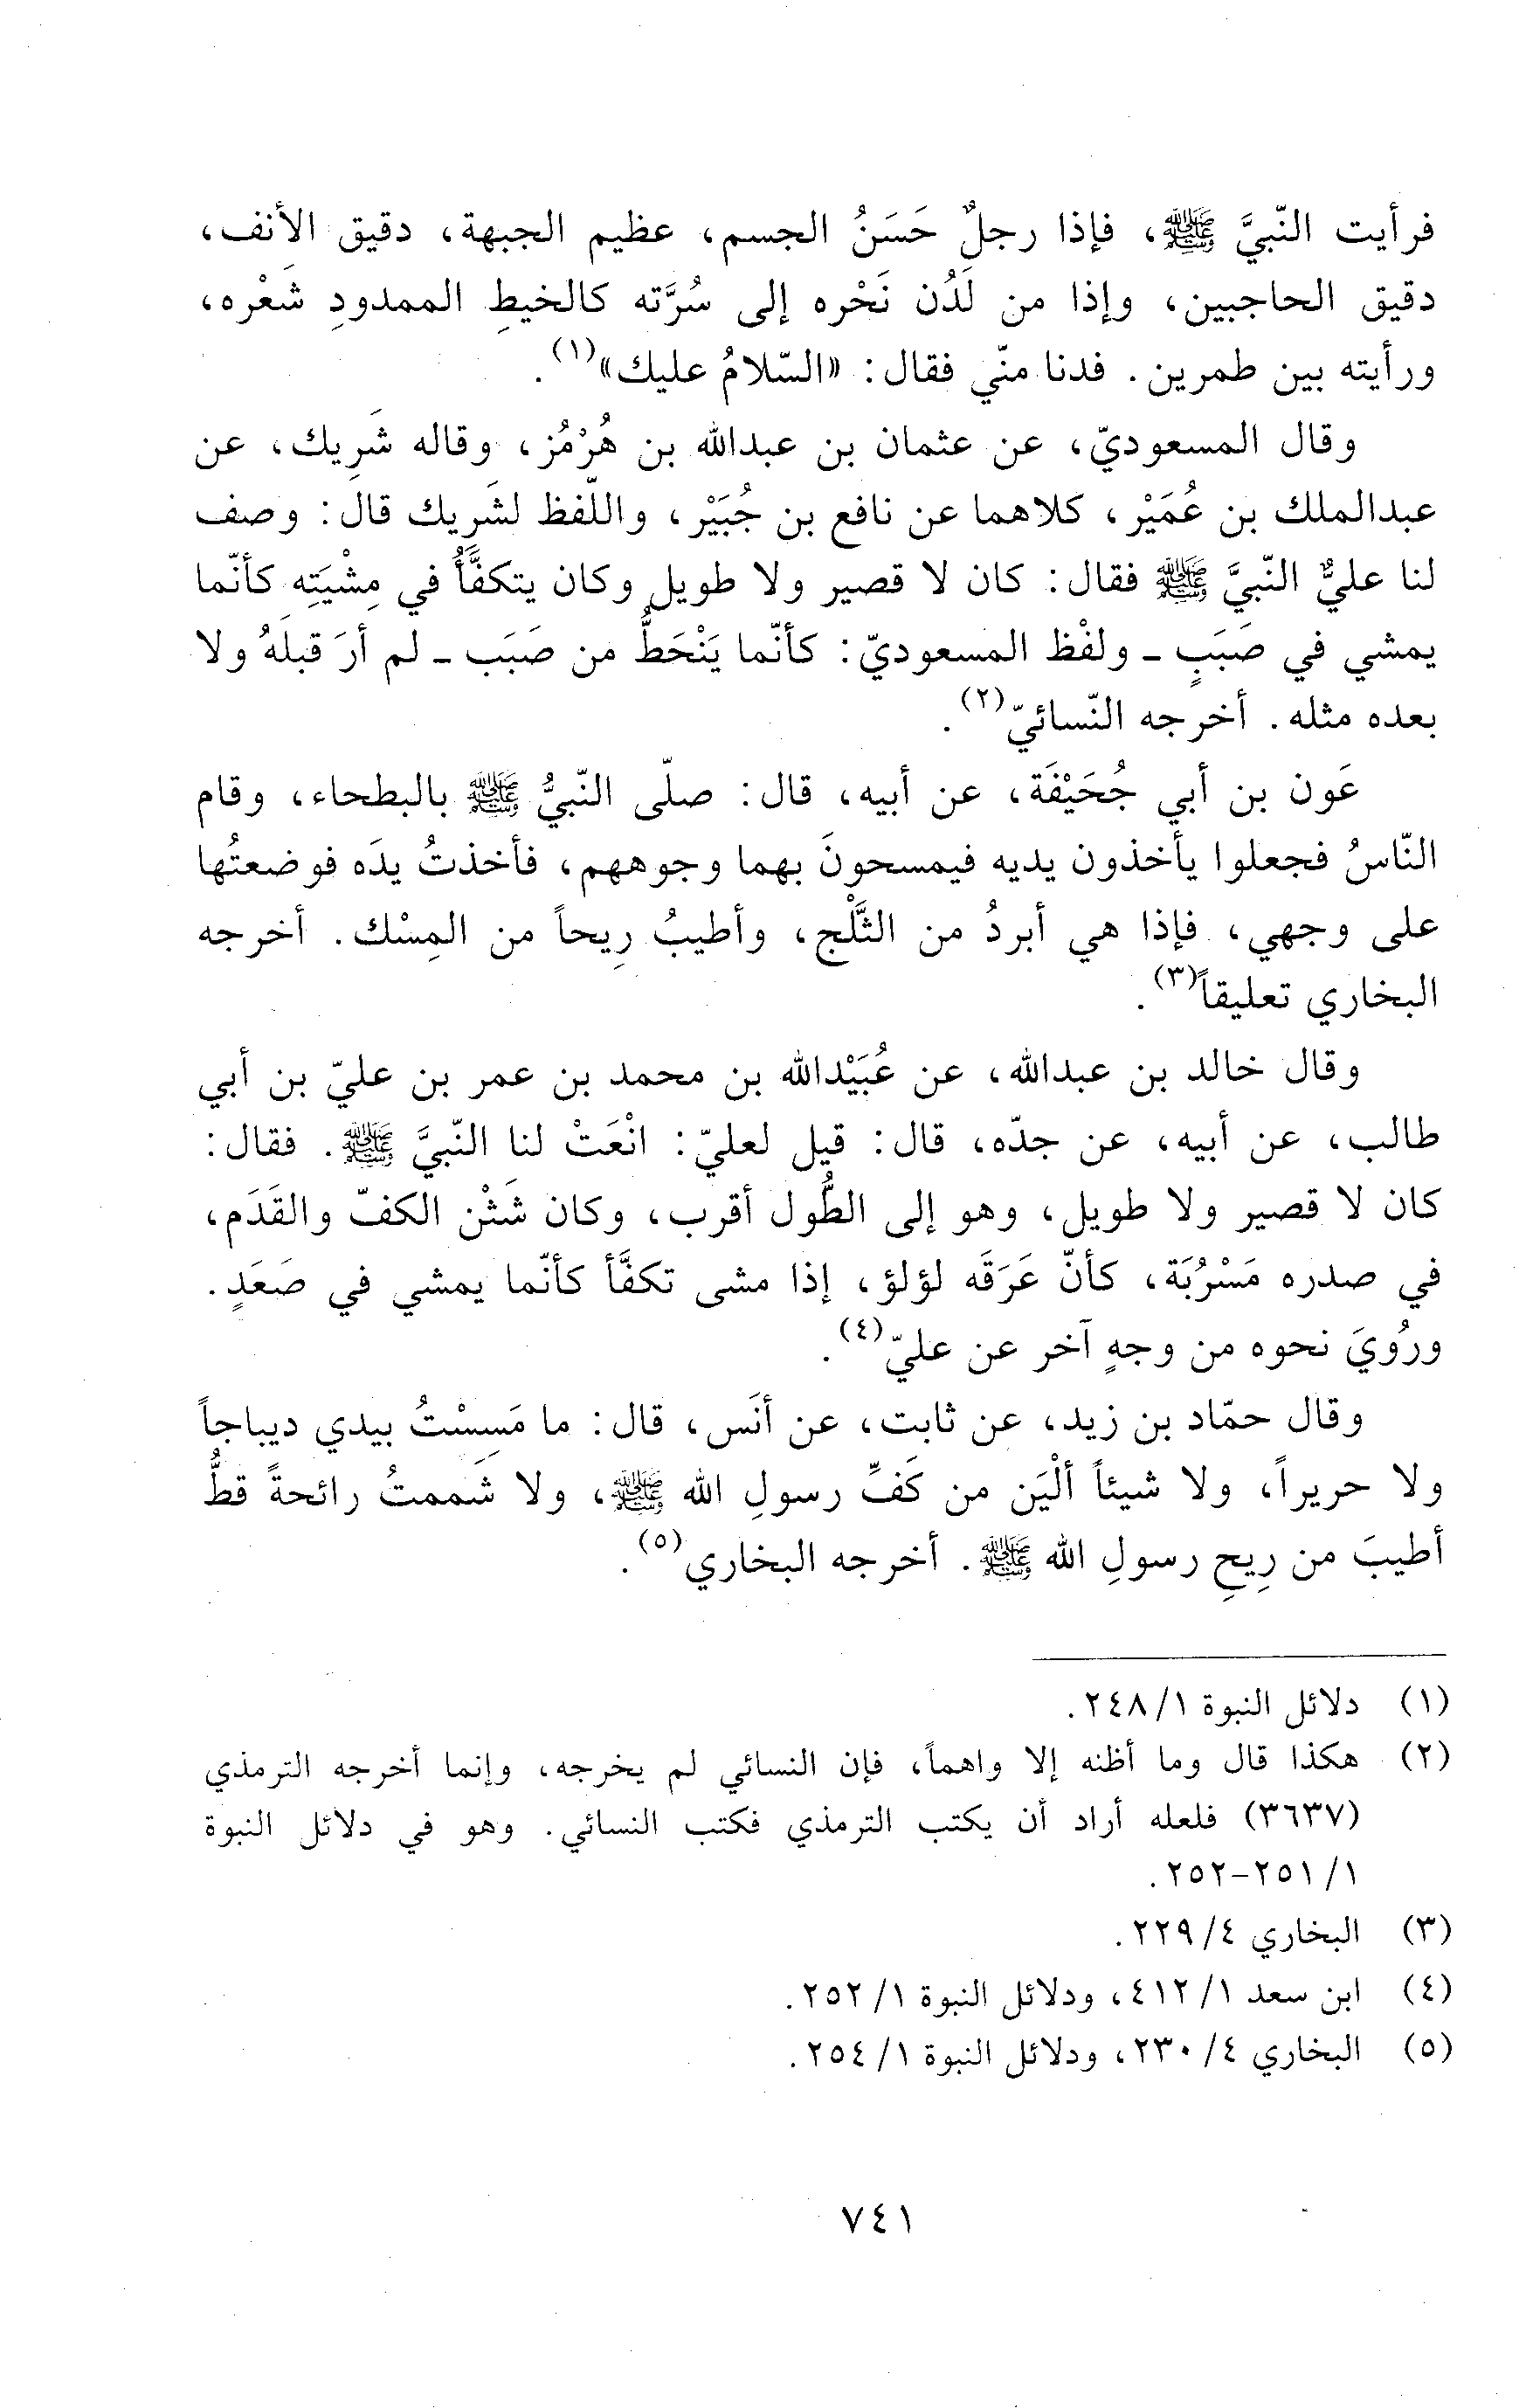 فرأيت النّبيَّ ﷺ، فإذا رجلٌ حَسَنُ الجسم، عظيم الجبهة، دقيق الأنف،
دقيق الحاجبين، وإذا من لَدُن نَحْره إلى سُرَّته كالخيطِ الممدودِ شَعْره،
ورأيته بين طمرين. فدنا منّي فقال: «السّلامُ عليك»(١).
وقال المسعوديّ، عن عثمان بن عبدالله بن هُرْمُز، وقاله شَرِيك، عن
عبدالملك بن عُمَيْر، كلاهما عن نافع بن جُبَيْر، واللّفظ لشَرِيك قال: وصف
لنا عليٌّ النّبيَّ ﷺ فقال: كان لا قصير ولا طويل وكان يتكفَّأُ في مِشْيَتِه كأنّما
يمشي في صَبَبٍ - ولفْظ المسعوديّ: كأنّما يَنْحَطُّ من صَبَب - لم أرَ قبلَهُ ولا
بعده مثله. أخرجه النّسائيّ(٢).
عَون بن أبي جُحَيْفَة، عن أبيه، قال: صلّى النّبيُّ ﷺ بالبطحاء، وقام
النّاسُ فجعلوا يأخذون يديه فيمسحونَ بهما وجوههم، فأخذتُ يدَه فوضعتُها
على وجهي، فإذا هي أبردُ من الثَّلْج، وأطيبُ رِيحاً من المِسْك. أخرجه
البخاري تعليقاً(٣).
وقال خالد بن عبدالله، عن عُبَيْدالله بن محمد بن عمر بن عليّ بن أبي
طالب، عن أبيه، عن جدّه، قال: قيل لعليّ: انْعَتْ لنا النّبيَّ ﷺ. فقال:
كان لا قصير ولا طويل، وهو إلى الطُّول أقرب، وكان شَثْن الكفّ والقَدَم،
في صدره مَسْرُبَة، كأنّ عَرَقَه لؤلؤ، إذا مشى تكفَّأ كأنّما يمشي في صَعَدٍ.
ورُوِيَ نحوه من وجهٍ آخر عن عليّ(٤).
وقال حمّاد بن زيد، عن ثابت، عن أنَس، قال: ما مَسِسْتُ بيدي ديباجاً
ولا حريراً، ولا شيئاً ألْيَن من كَفِّ رسولِ الله ﷺ، ولا شَمِمتُ رائحةً قطُّ
أطيبَ من رِيحِ رسولِ الله ﷺ. أخرجه البخاري(٥).
(١) دلائل النبوة ١/ ٢٤٨.
(٢) هكذا قال وما أظنه إلا واهماً، فإن النسائي لم يخرجه، وإنما أخرجه الترمذي
(٣٦٣٧) فلعله أراد أن يكتب الترمذي فكتب النسائي. وهو في دلائل النبوة
١/ ٢٥١-٢٥٢.
(٣) البخاري ٤/ ٢٢٩.
(٤) ابن سعد ١/ ٤١٢، ودلائل النبوة ١/ ٢٥٢.
(٥) البخاري ٤/ ٢٣٠، ودلائل النبوة ١/ ٢٥٤.
٧٤١